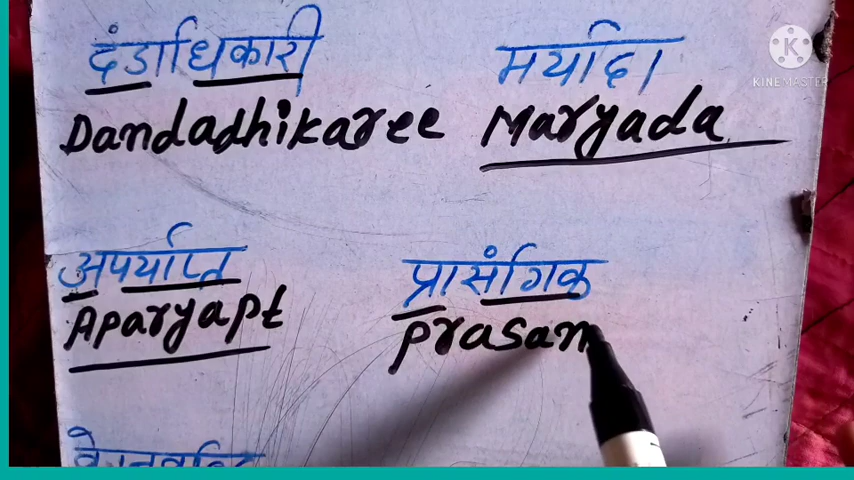 दंडाधिकारी मर्यादा
KINEMASTER
Dandadhikaree Maryada
अपर्याप्त प्रासंगिक
Aparyapt Prasan